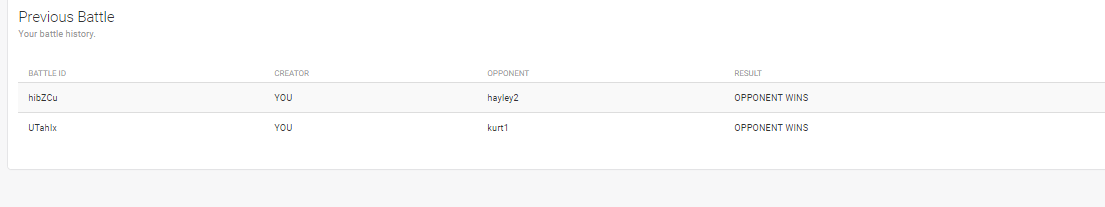 Previous Battle
Your battle history.
BATTLE ID CREATOR OPPONENT RESULT
hibZCu YOU hayley2 OPPONENT WINS
UTahIx YOU kurt1 OPPONENT WINS